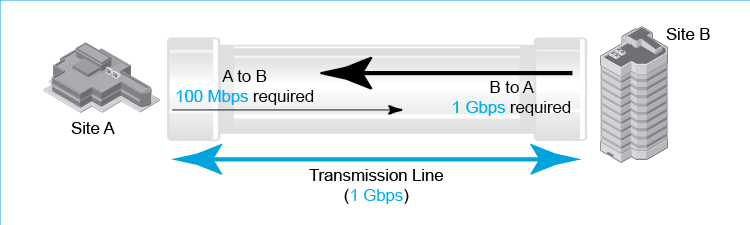 Site B
A to B
100 Mbps required
B to A
1 Gbps required
Site A
Transmission Line
(1 Gbps)